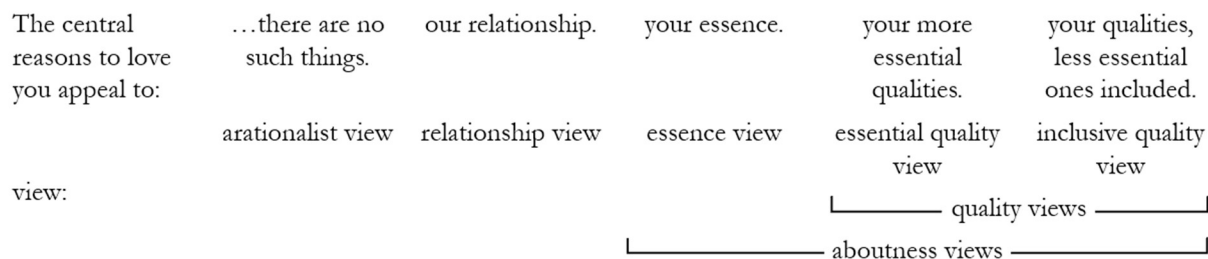 The central …there are no our relationship. your essence. your more your qualities,
reasons to love such things. essential less essential
you appeal to: qualities. ones included.
arationalist view relationship view essence view essential quality inclusive quality
view view
view:
quality views
aboutness views